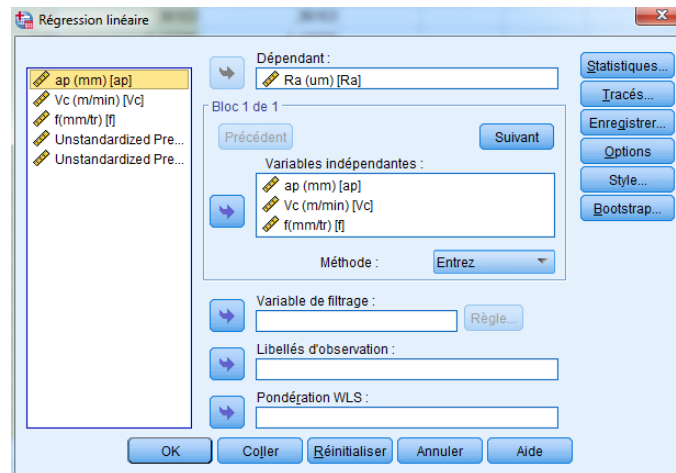 Régression linéaire
ap (mm) [ap]
Vc (m/min) [Vc]
f(mm/tr) [f]
Unstandardized Pre...
Unstandardized Pre...
Dépendant :
Ra (um) [Ra]
Bloc 1 de 1
Précédent
Suivant
Variables indépendantes :
ap (mm) [ap]
Vc (m/min) [Vc]
f(mm/tr) [f]
Méthode :
Entrez
Variable de filtrage :
Règle...
Libellés d'observation :
Pondération WLS :
Statistiques...
Tracés...
Enregistrer...
Options
Style...
Bootstrap...
OK
Coller
Réinitialiser
Annuler
Aide